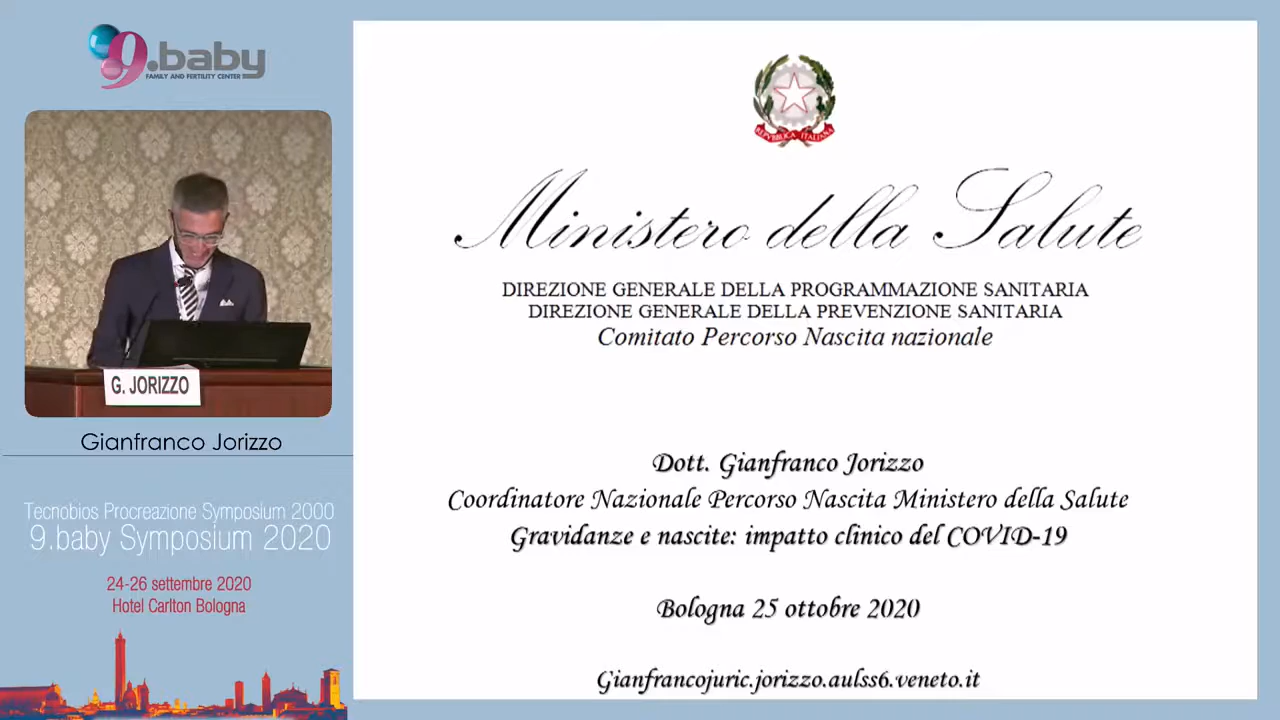 9.baby
FAMILY AND FERTILITY CENTER
G. JORIZZO
Gianfranco Jorizzo
Tecnobios Procreazione Symposium 2000
9.baby Symposium 2020
24-26 settembre 2020
Hotel Carlton Bologna
REPVBBLICA ITALIANA
Ministero della Salute
DIREZIONE GENERALE DELLA PROGRAMMAZIONE SANITARIA
DIREZIONE GENERALE DELLA PREVENZIONE SANITARIA
Comitato Percorso Nascita nazionale
Dott. Gianfranco Jorizzo
Coordinatore Nazionale Percorso Nascita Ministero della Salute
Gravidanze e nascite: impatto clinico del COVID-19
Bologna 25 ottobre 2020
Gianfrancojuric.jorizzo.aulss6.veneto.it